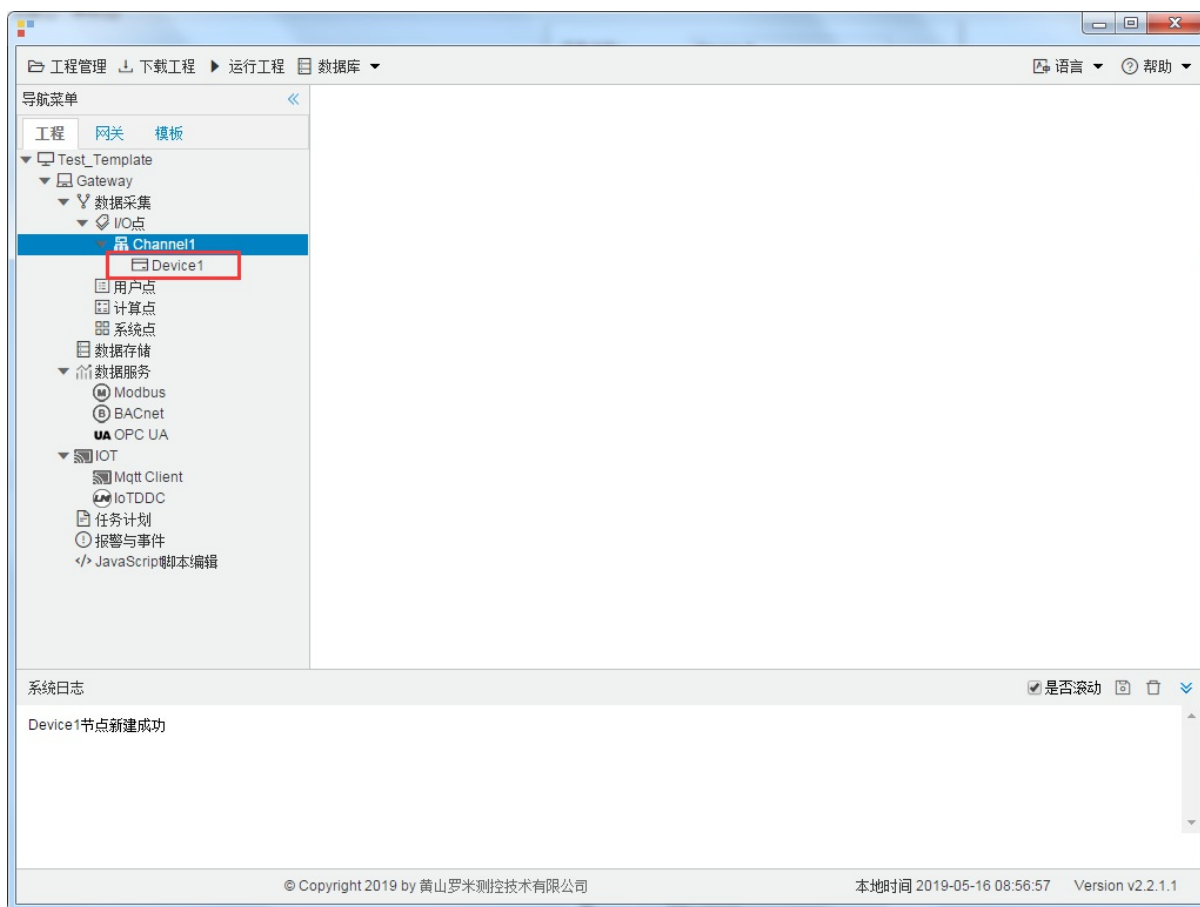 工程管理 下载工程 运行工程 数据库 语言 帮助
导航菜单
工程 网关 模板
Test_Template
Gateway
数据采集
I/O点
Channel1
Device1
用户点
计算点
系统点
数据存储
数据服务
Modbus
BACnet
UA OPC UA
IOT
Mqtt Client
IoTDDC
任务计划
报警与事件
JavaScript脚本编辑
系统日志 是否滚动
Device1节点新建成功
© Copyright 2019 by 黄山罗米测控技术有限公司 本地时间 2019-05-16 08:56:57 Version v2.2.1.1